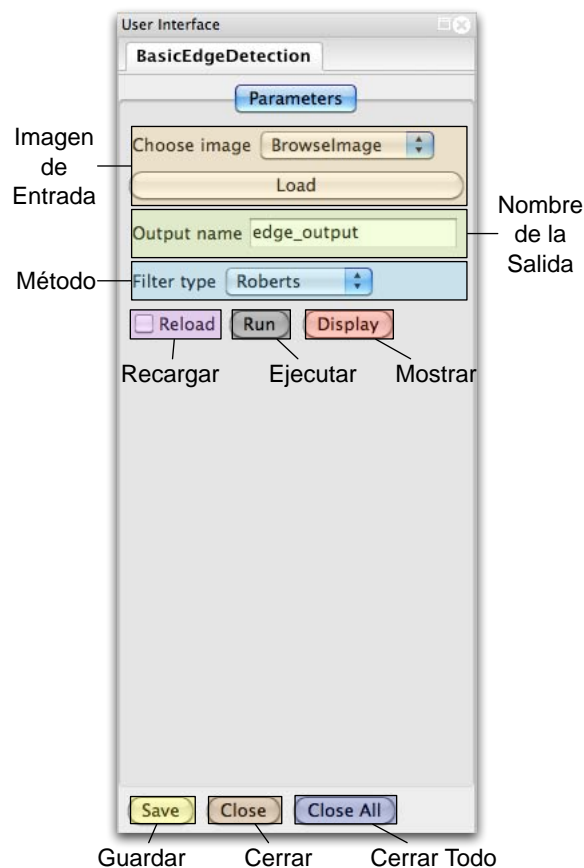 User Interface
BasicEdgeDetection
Parameters
Imagen
de
Entrada
Choose image BrowseImage
Load
Output name edge_output
Nombre
de la
Salida
Método
Filter type Roberts
Reload Run Display
Recargar Ejecutar Mostrar
Save Close Close All
Guardar Cerrar Cerrar Todo